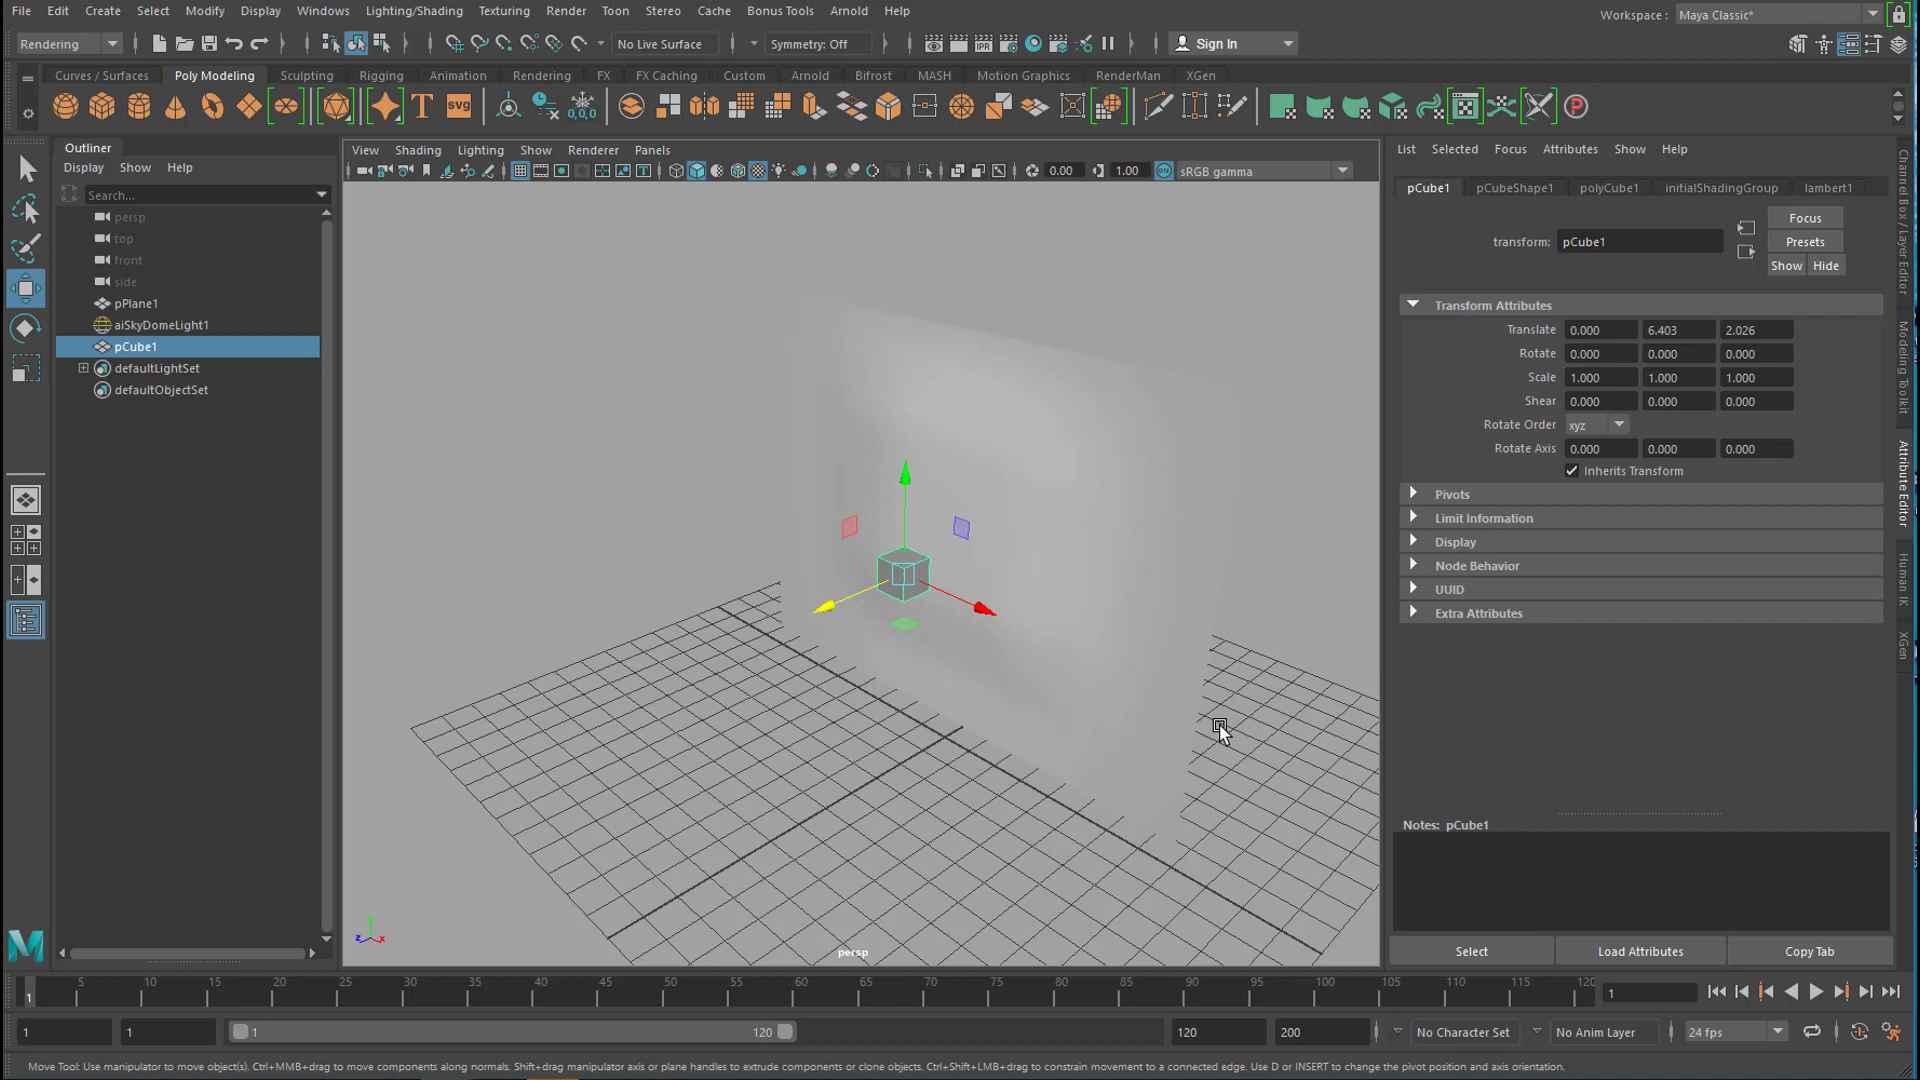 File Edit Create Select Modify Display Windows Lighting/Shading Texturing Render Toon Stereo Cache Bonus Tools Arnold Help
Workspace : Maya Classic*
Rendering No Live Surface Symmetry: Off IPR Sign In
Curves / Surfaces Poly Modeling Sculpting Rigging Animation Rendering FX FX Caching Custom Arnold Bifrost MASH Motion Graphics RenderMan XGen
T svg 0,0,0 P
Outliner
Display Show Help
Search...
persp
top
front
side
pPlane1
aiSkyDomeLight1
pCube1
defaultLightSet
defaultObjectSet
View Shading Lighting Show Renderer Panels
0.00 1.00 ON sRGB gamma
persp
y
z x
List Selected Focus Attributes Show Help
pCube1 pCubeShape1 polyCube1 initialShadingGroup lambert1
transform: pCube1
Focus
Presets
Show Hide
Transform Attributes
Translate 0.000 6.403 2.026
Rotate 0.000 0.000 0.000
Scale 1.000 1.000 1.000
Shear 0.000 0.000 0.000
Rotate Order xyz
Rotate Axis 0.000 0.000 0.000
Inherits Transform
Pivots
Limit Information
Display
Node Behavior
UUID
Extra Attributes
Notes: pCube1
Select Load Attributes Copy Tab
Channel Box / Layer Editor
Modeling Toolkit
Attribute Editor
Human IK
XGen
M
1 5 10 15 20 25 30 35 40 45 50 55 60 65 70 75 80 85 90 95 100 105 110 115 120 1
1 1 1 120 120 200 No Character Set No Anim Layer 24 fps
Move Tool: Use manipulator to move object(s). Ctrl+MMB+drag to move components along normals. Shift+drag manipulator axis or plane handles to extrude components or clone objects. Ctrl+Shift+LMB+drag to constrain movement to a connected edge. Use D or INSERT to change the pivot position and axis orientation.